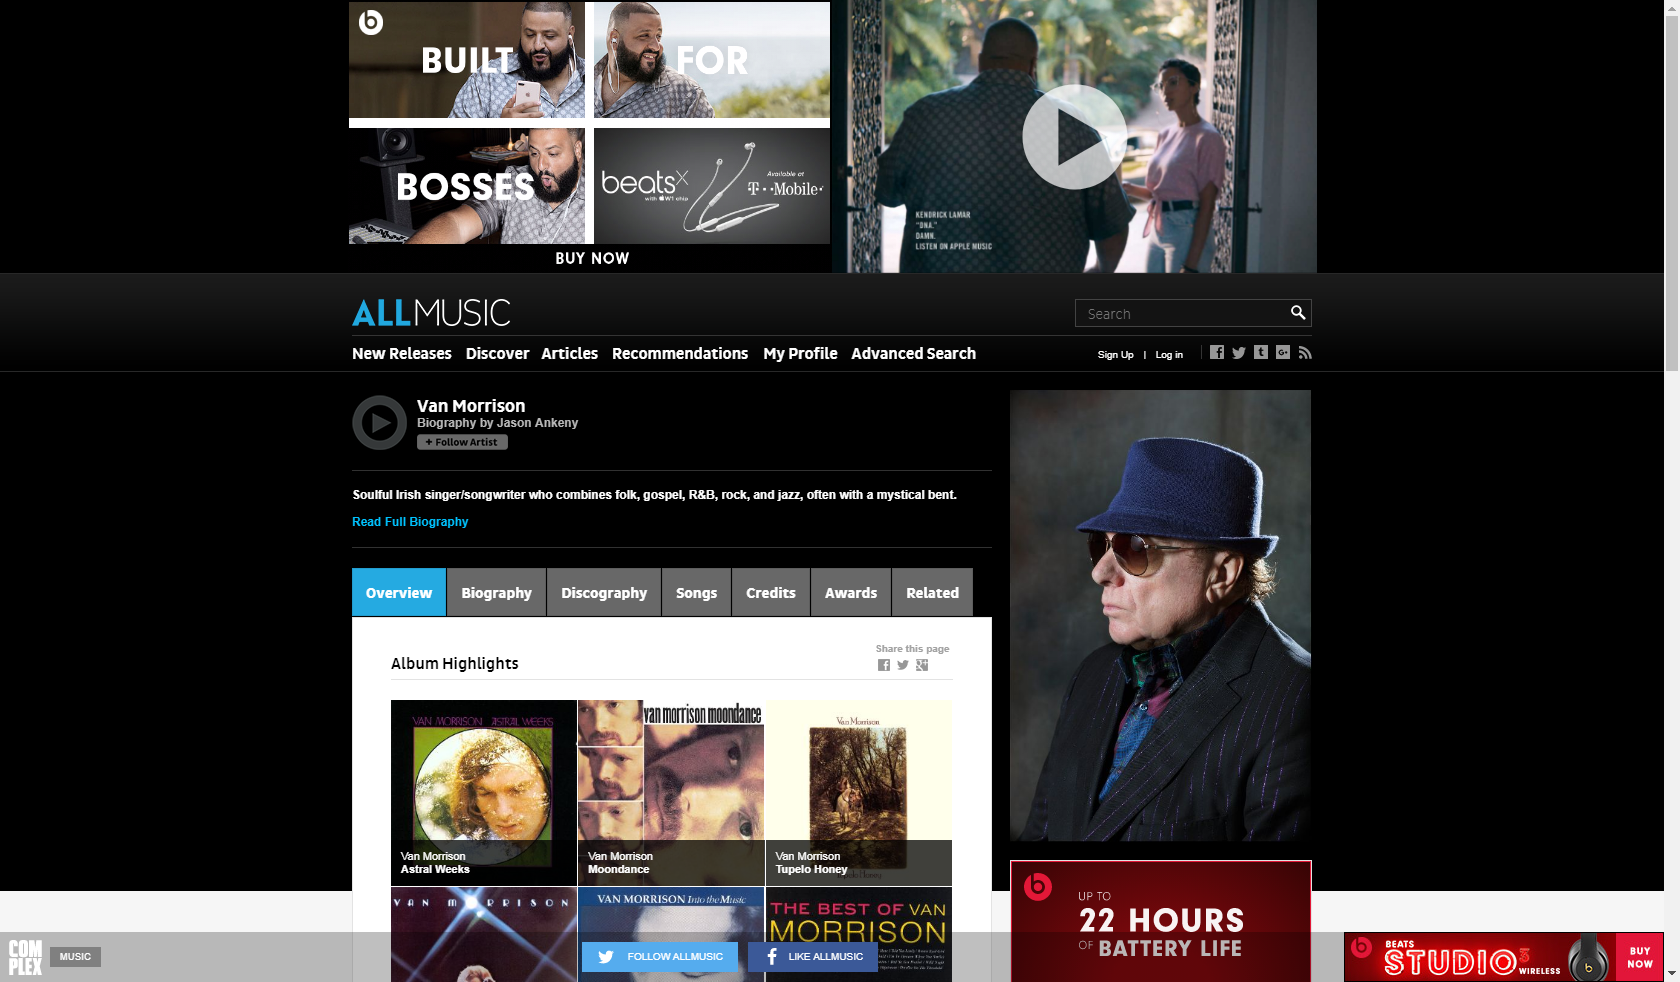 BUILT
FOR
BOSSES
beatsX
with W1 chip
Available at
T··Mobile·
BUY NOW
KENDRICK LAMAR
"DNA."
DAMN.
LISTEN ON APPLE MUSIC
ALLMUSIC
Search
New Releases Discover Articles Recommendations My Profile Advanced Search
Sign Up | Log in
Van Morrison
Biography by Jason Ankeny
+ Follow Artist
Soulful Irish singer/songwriter who combines folk, gospel, R&B, rock, and jazz, often with a mystical bent.
Read Full Biography
Overview Biography Discography Songs Credits Awards Related
Share this page
Album Highlights
VAN MORRISON ASTRAL WEEKS
van morrison moondance
Van Morrison
Tupelo Honey
Van Morrison
Astral Weeks
Van Morrison
Moondance
Van Morrison
Tupelo Honey
VAN MORRISON
VAN MORRISON Into the Music
THE BEST OF VAN
MORRISON
UP TO
22 HOURS
OF BATTERY LIFE
COM
PLEX
MUSIC
FOLLOW ALLMUSIC
LIKE ALLMUSIC
BEATS
STUDIO3
WIRELESS
BUY
NOW